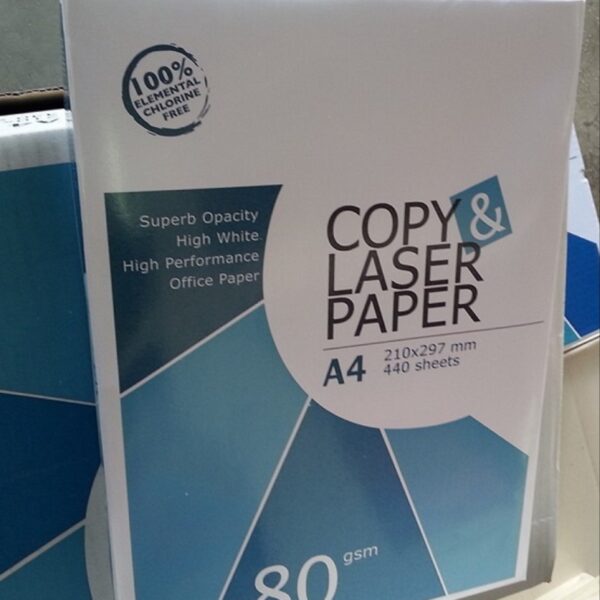 100%
ELEMENTAL
CHLORINE
FREE
Superb Opacity
High White
High Performance
Office Paper
COPY &
LASER
PAPER
A4
210x297 mm
440 sheets
80 gsm